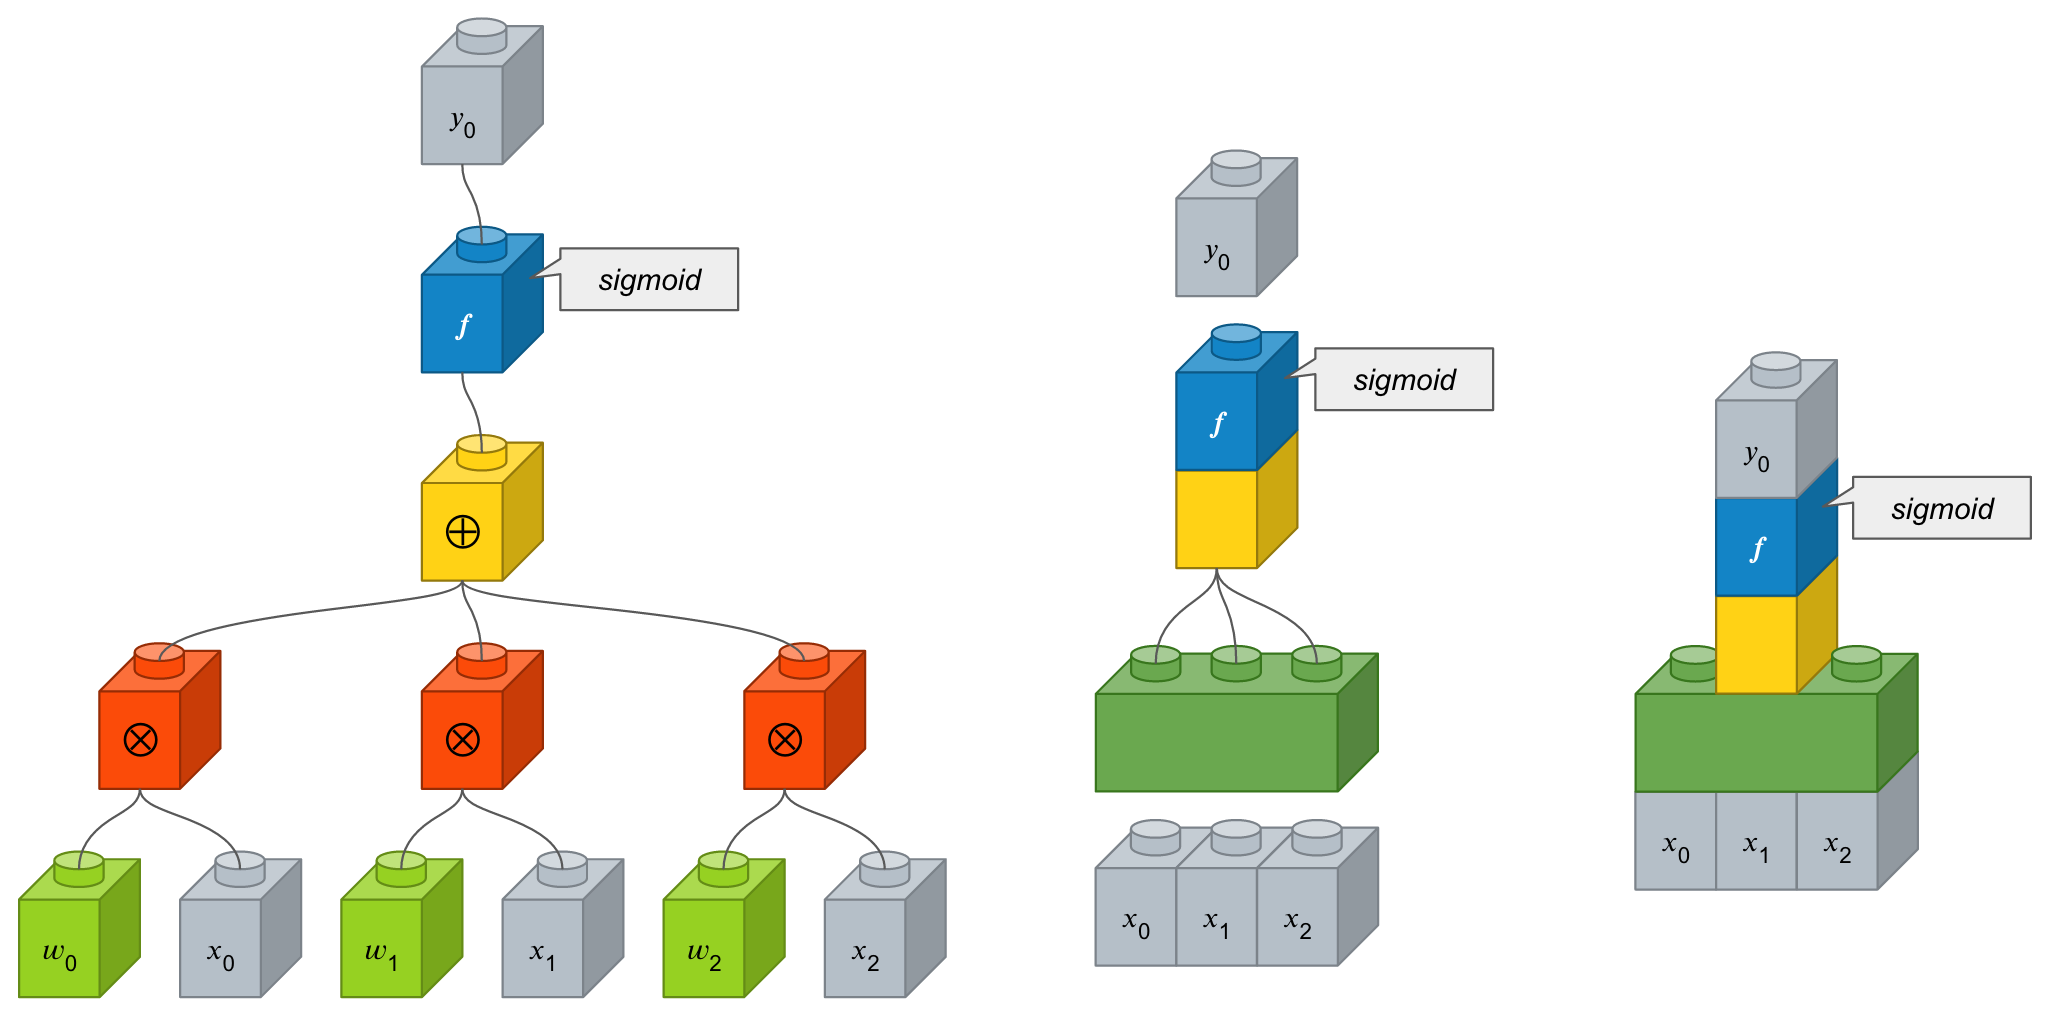 y0
f
sigmoid
⊕
⊗
⊗
⊗
w0
x0
w1
x1
w2
x2
y0
f
sigmoid
x0
x1
x2
y0
f
sigmoid
x0
x1
x2